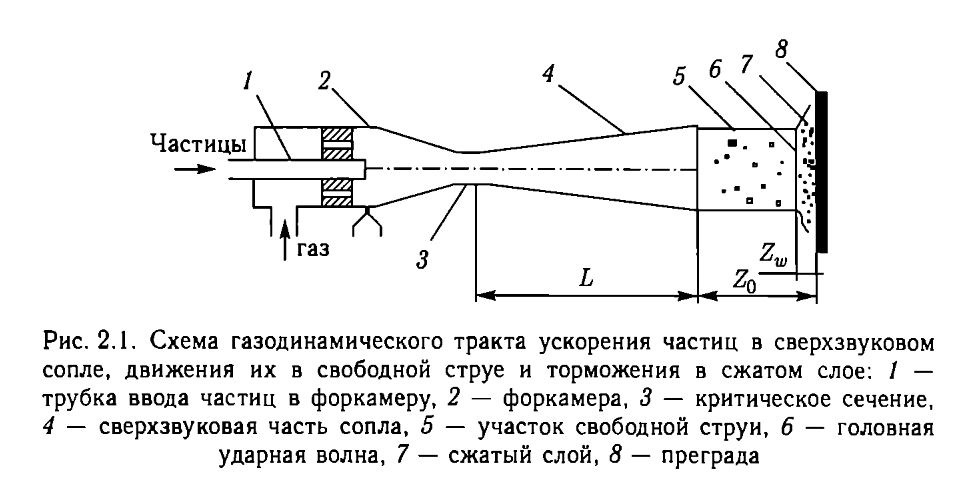 1
2
3
4
5
6
7
8
Частицы
газ
L
Z₀
Z_w
Рис. 2.1. Схема газодинамического тракта ускорения частиц в сверхзвуковом
сопле, движения их в свободной струе и торможения в сжатом слое: 1 —
трубка ввода частиц в форкамеру, 2 — форкамера, 3 — критическое сечение,
4 — сверхзвуковая часть сопла, 5 — участок свободной струи, 6 — головная
ударная волна, 7 — сжатый слой, 8 — преграда